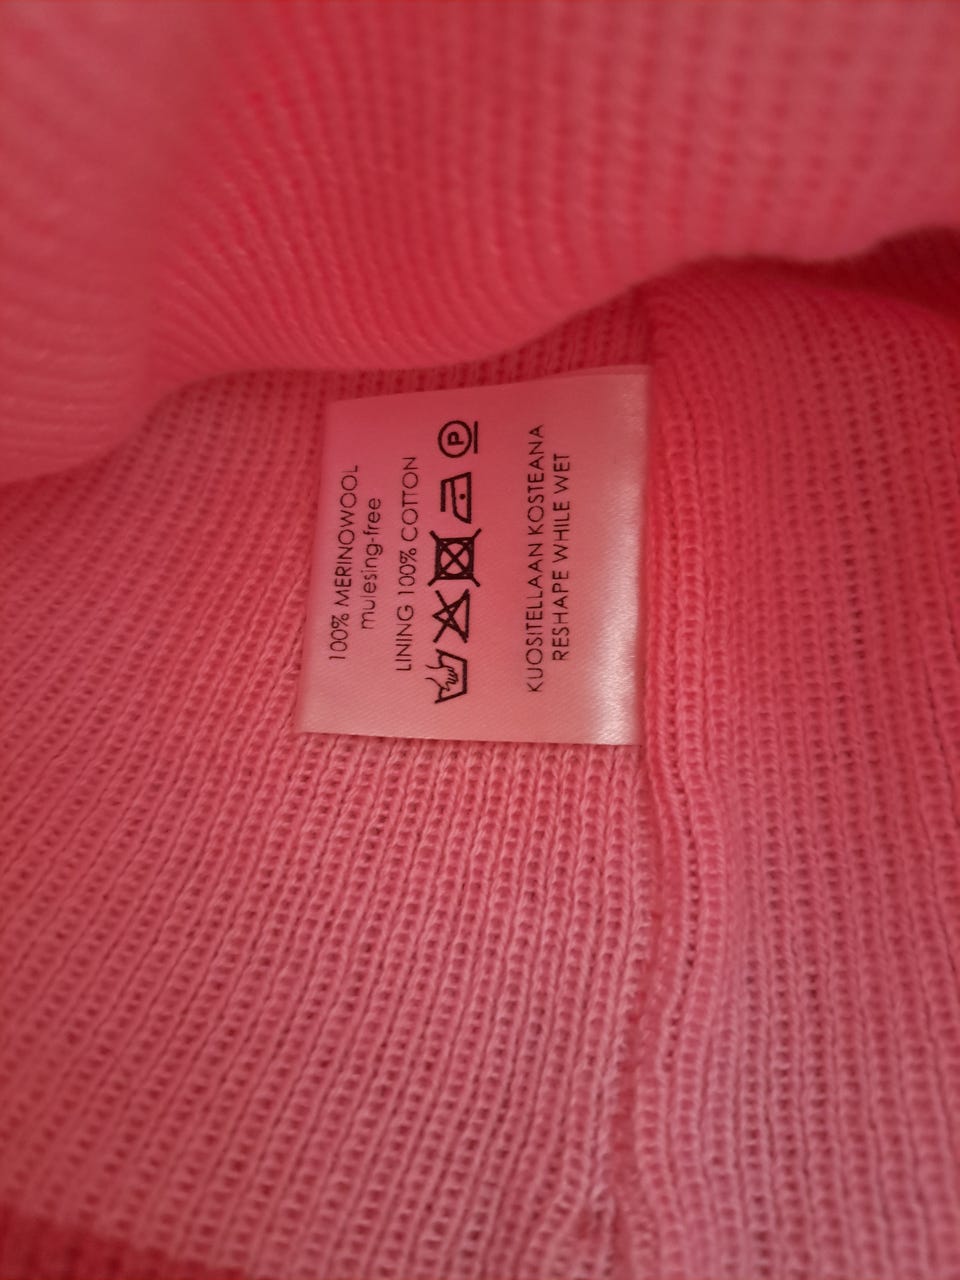 100% MERINOWOOL
mulesing-free
LINING 100% COTTON
P
KUOSITELLAAN KOSTEANA
RESHAPE WHILE WET